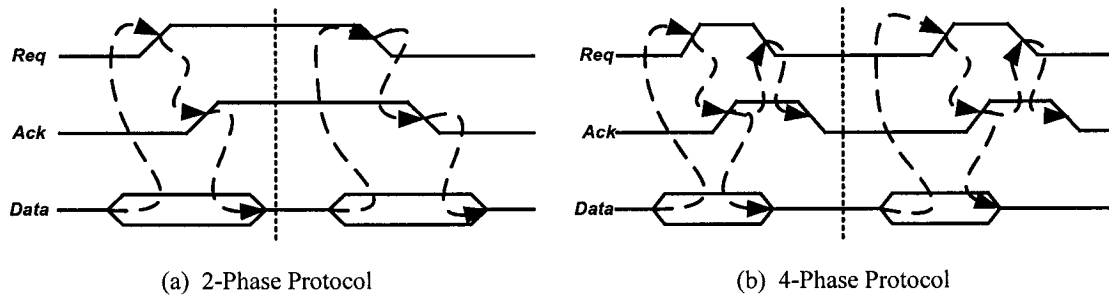 Req
Ack
Data
(a) 2-Phase Protocol
Req
Ack
Data
(b) 4-Phase Protocol